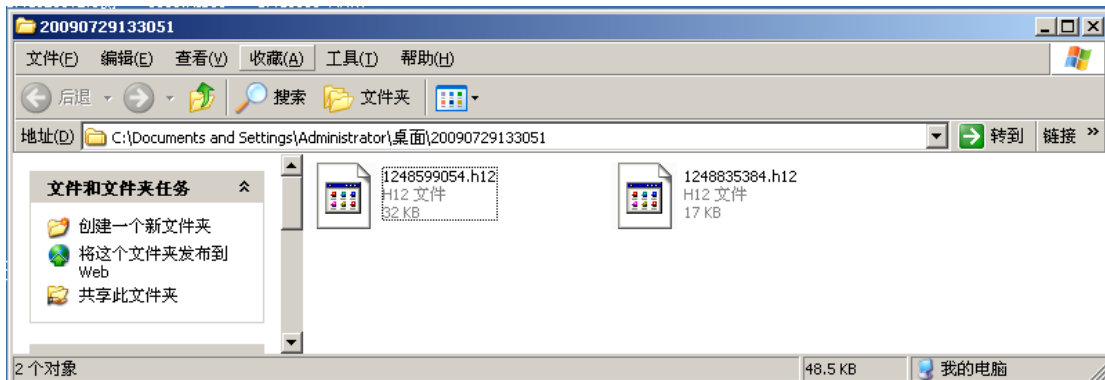 20090729133051
文件(F) 编辑(E) 查看(V) 收藏(A) 工具(T) 帮助(H)
后退 搜索 文件夹
地址(D) C:\Documents and Settings\Administrator\桌面\20090729133051 转到 链接 »
文件和文件夹任务
创建一个新文件夹
将这个文件夹发布到
Web
共享此文件夹
1248599054.h12
H12 文件
32 KB
1248835384.h12
H12 文件
17 KB
2 个对象 48.5 KB 我的电脑